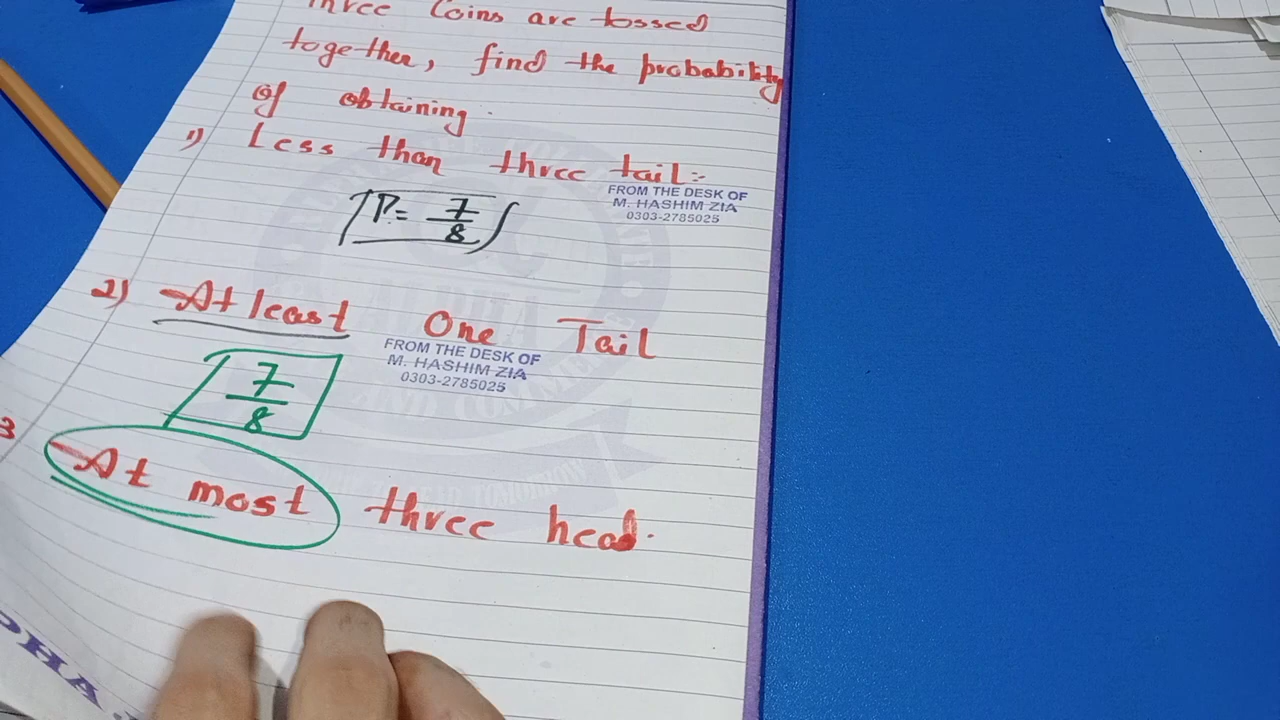 Three Coins are tossed
together, find the probability
of obtaining.
1) Less than three tail:-
FROM THE DESK OF
M. HASHIM ZIA
0303-2785025
P = 7/8
2) At least One Tail
FROM THE DESK OF
M. HASHIM ZIA
0303-2785025
7/8
3 At most three head.